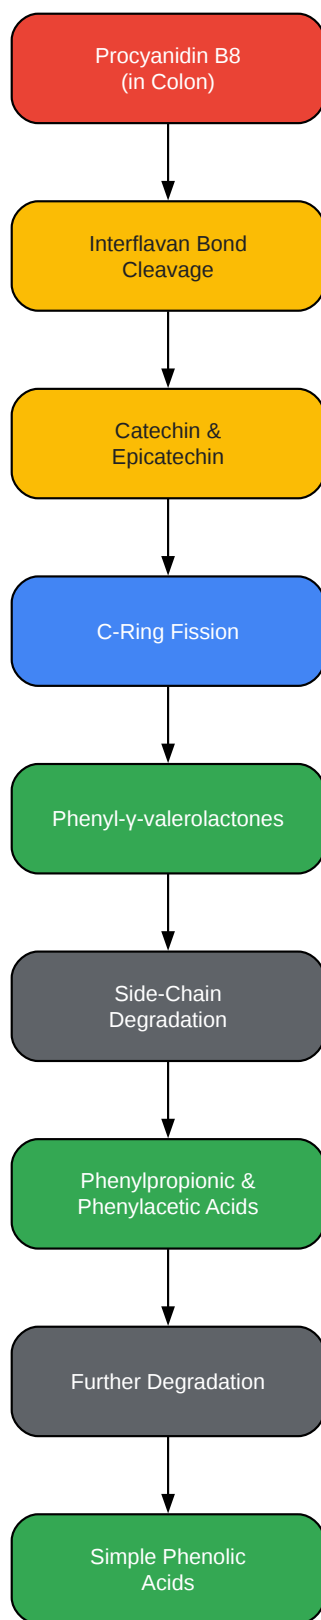 Procyanidin B8
(in Colon)
Interflavan Bond
Cleavage
Catechin &
Epicatechin
C-Ring Fission
Phenyl-γ-valerolactones
Side-Chain
Degradation
Phenylpropionic &
Phenylacetic Acids
Further Degradation
Simple Phenolic
Acids